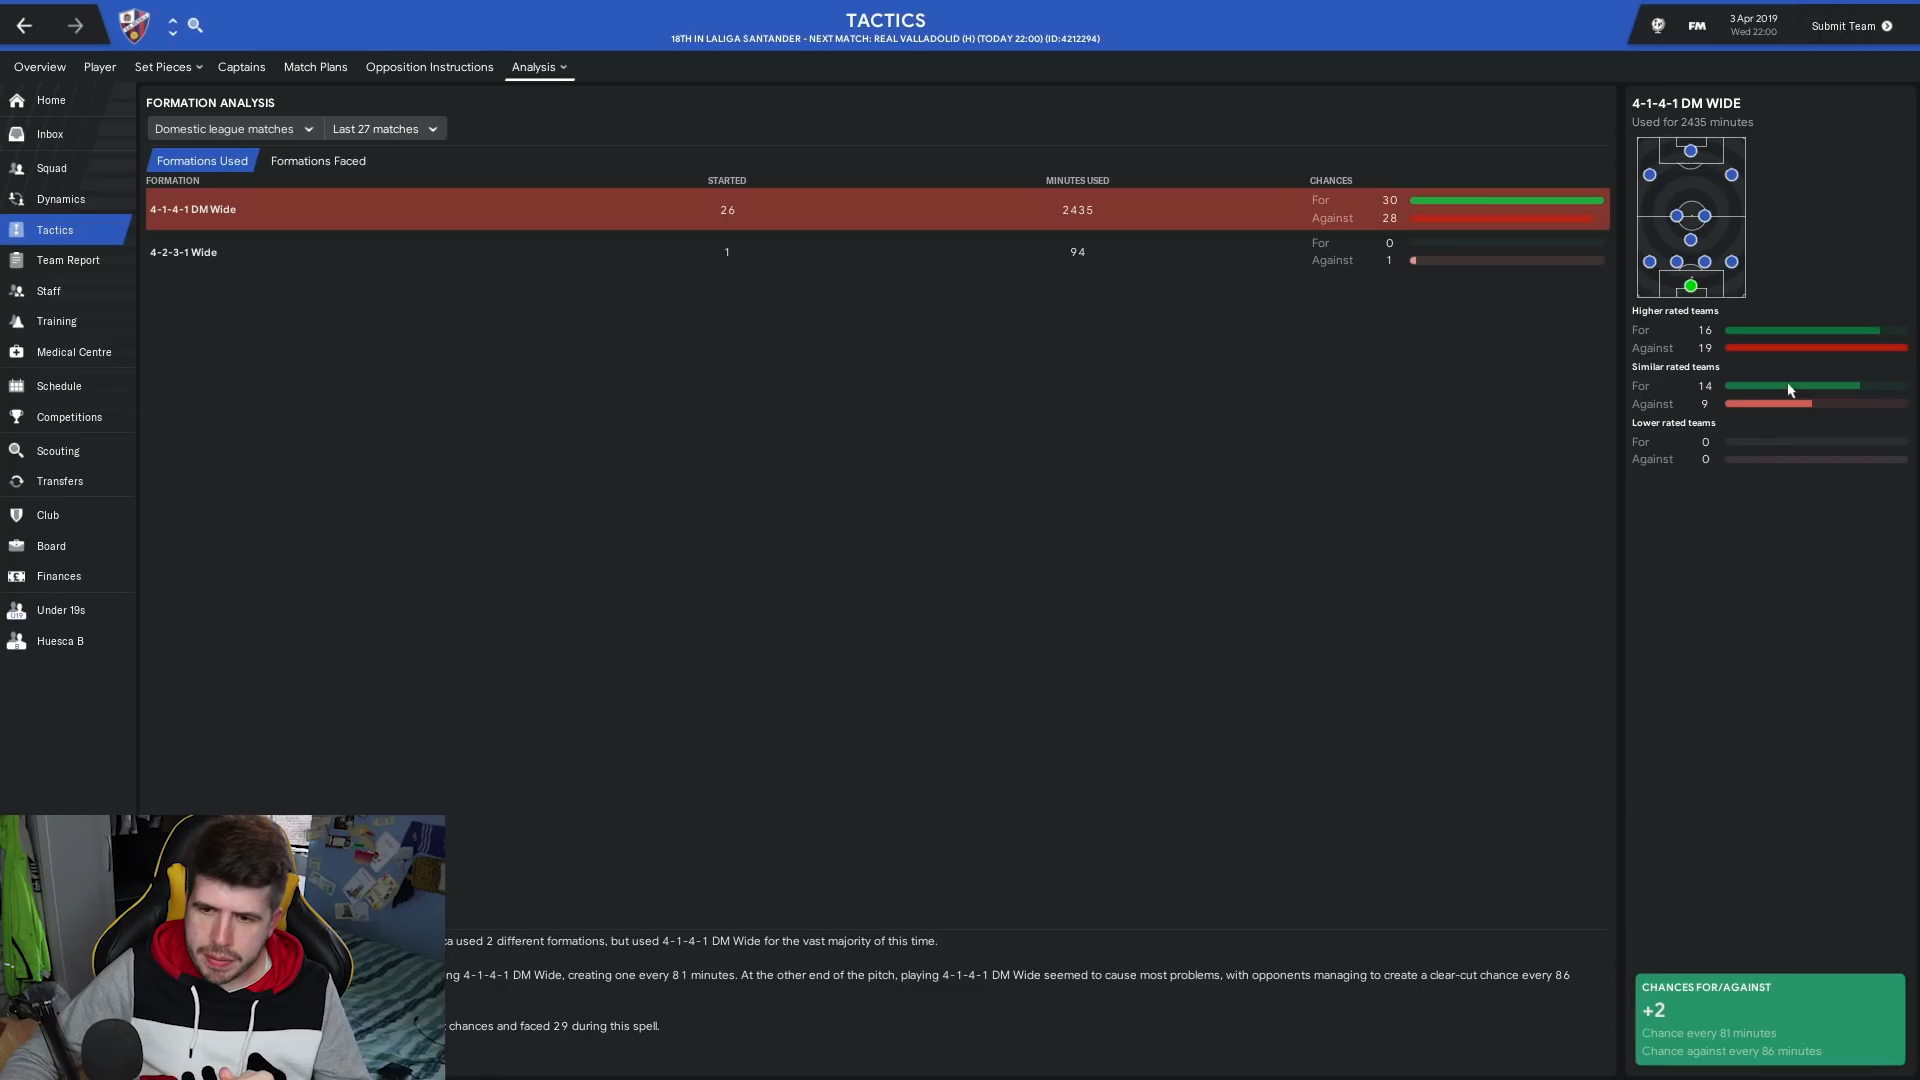 TACTICS
18TH IN LALIGA SANTANDER - NEXT MATCH: REAL VALLADOLID (H) (TODAY 22:00) (ID:4212294)
FM
3 Apr 2019
Wed 22:00
Submit Team
Overview
Player
Set Pieces
Captains
Match Plans
Opposition Instructions
Analysis
Home
Inbox
Squad
Dynamics
Tactics
Team Report
Staff
Training
Medical Centre
Schedule
Competitions
Scouting
Transfers
Club
Board
Finances
Under 19s
Huesca B
FORMATION ANALYSIS
Domestic league matches
Last 27 matches
Formations Used
Formations Faced
FORMATION STARTED MINUTES USED CHANCES
4-1-4-1 DM Wide 26 2435
For 30
Against 28
4-2-3-1 Wide 1 94
For 0
Against 1
ca used 2 different formations, but used 4-1-4-1 DM Wide for the vast majority of this time.
ng 4-1-4-1 DM Wide, creating one every 81 minutes. At the other end of the pitch, playing 4-1-4-1 DM Wide seemed to cause most problems, with opponents managing to create a clear-cut chance every 86
chances and faced 29 during this spell.
4-1-4-1 DM WIDE
Used for 2435 minutes
Higher rated teams
For 16
Against 19
Similar rated teams
For 14
Against 9
Lower rated teams
For 0
Against 0
CHANCES FOR/AGAINST
+2
Chance every 81 minutes
Chance against every 86 minutes